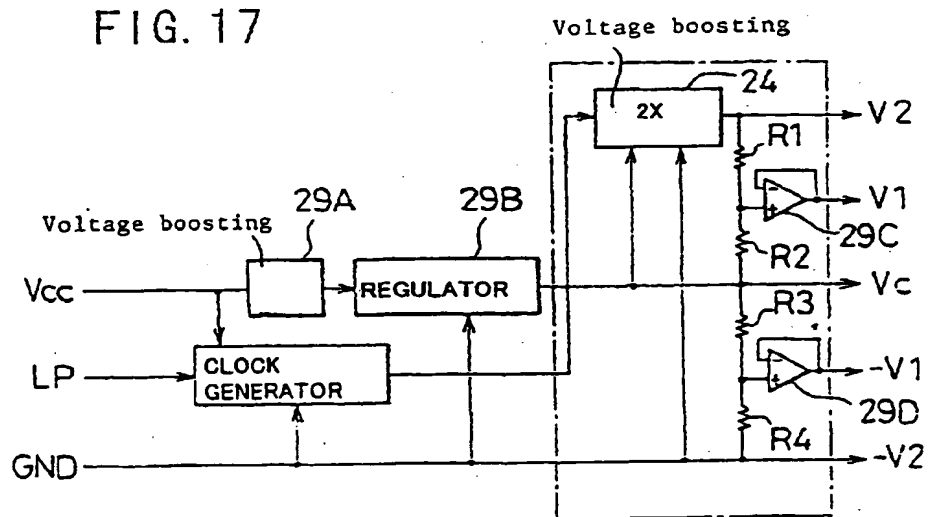 FIG. 17
Voltage boosting
24
2X
V2
R1
V1
29A
29B
29C
Voltage boosting
R2
Vcc
REGULATOR
Vc
R3
CLOCK
GENERATOR
LP
-V1
29D
R4
GND
-V2